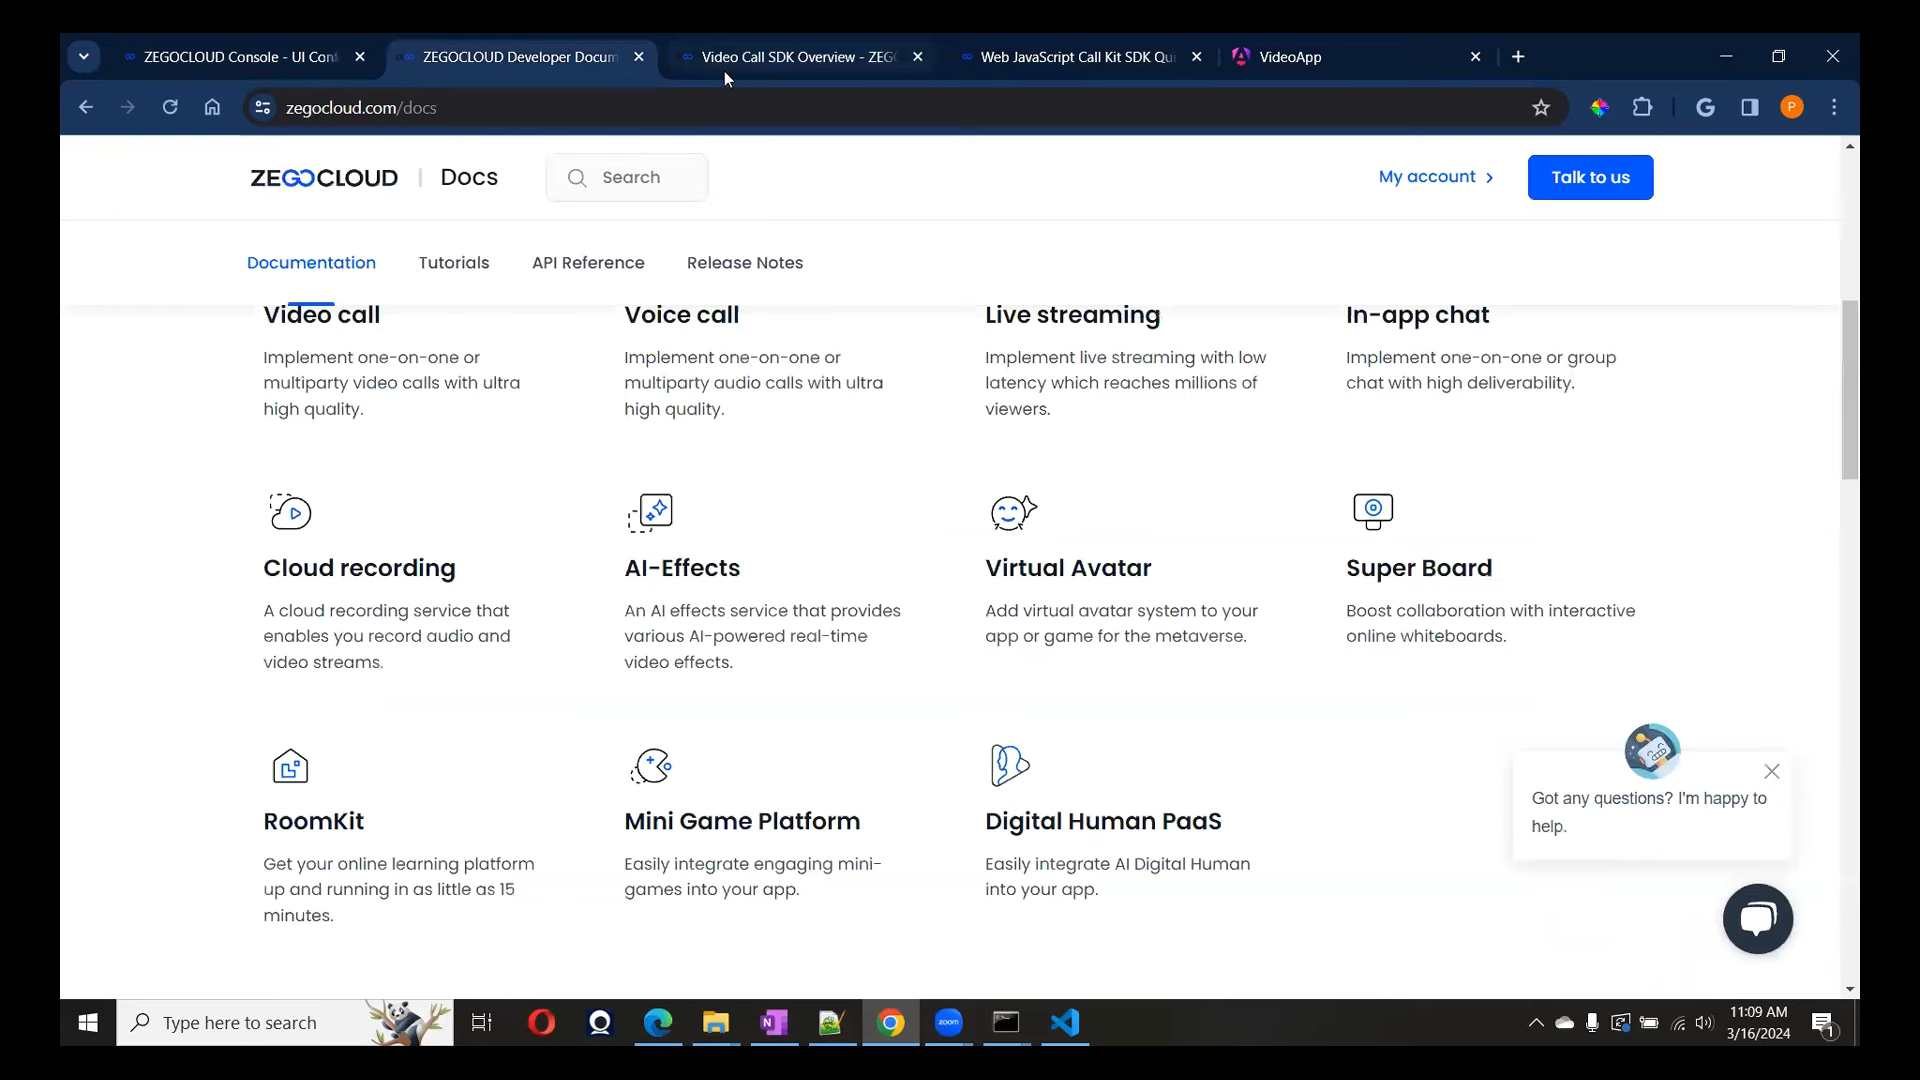 ZEGOCLOUD Console - UI Conf
ZEGOCLOUD Developer Docum
Video Call SDK Overview - ZEG
Web JavaScript Call Kit SDK Qu
VideoApp
zegocloud.com/docs
P
ZEGOCLOUD | Docs
Search
My account
Talk to us
Documentation
Tutorials
API Reference
Release Notes
Video call
Implement one-on-one or
multiparty video calls with ultra
high quality.
Voice call
Implement one-on-one or
multiparty audio calls with ultra
high quality.
Live streaming
Implement live streaming with low
latency which reaches millions of
viewers.
In-app chat
Implement one-on-one or group
chat with high deliverability.
Cloud recording
A cloud recording service that
enables you record audio and
video streams.
AI-Effects
An AI effects service that provides
various AI-powered real-time
video effects.
Virtual Avatar
Add virtual avatar system to your
app or game for the metaverse.
Super Board
Boost collaboration with interactive
online whiteboards.
RoomKit
Get your online learning platform
up and running in as little as 15
minutes.
Mini Game Platform
Easily integrate engaging mini-
games into your app.
Digital Human PaaS
Easily integrate AI Digital Human
into your app.
Got any questions? I'm happy to
help.
Type here to search
zoom
11:09 AM
3/16/2024
1